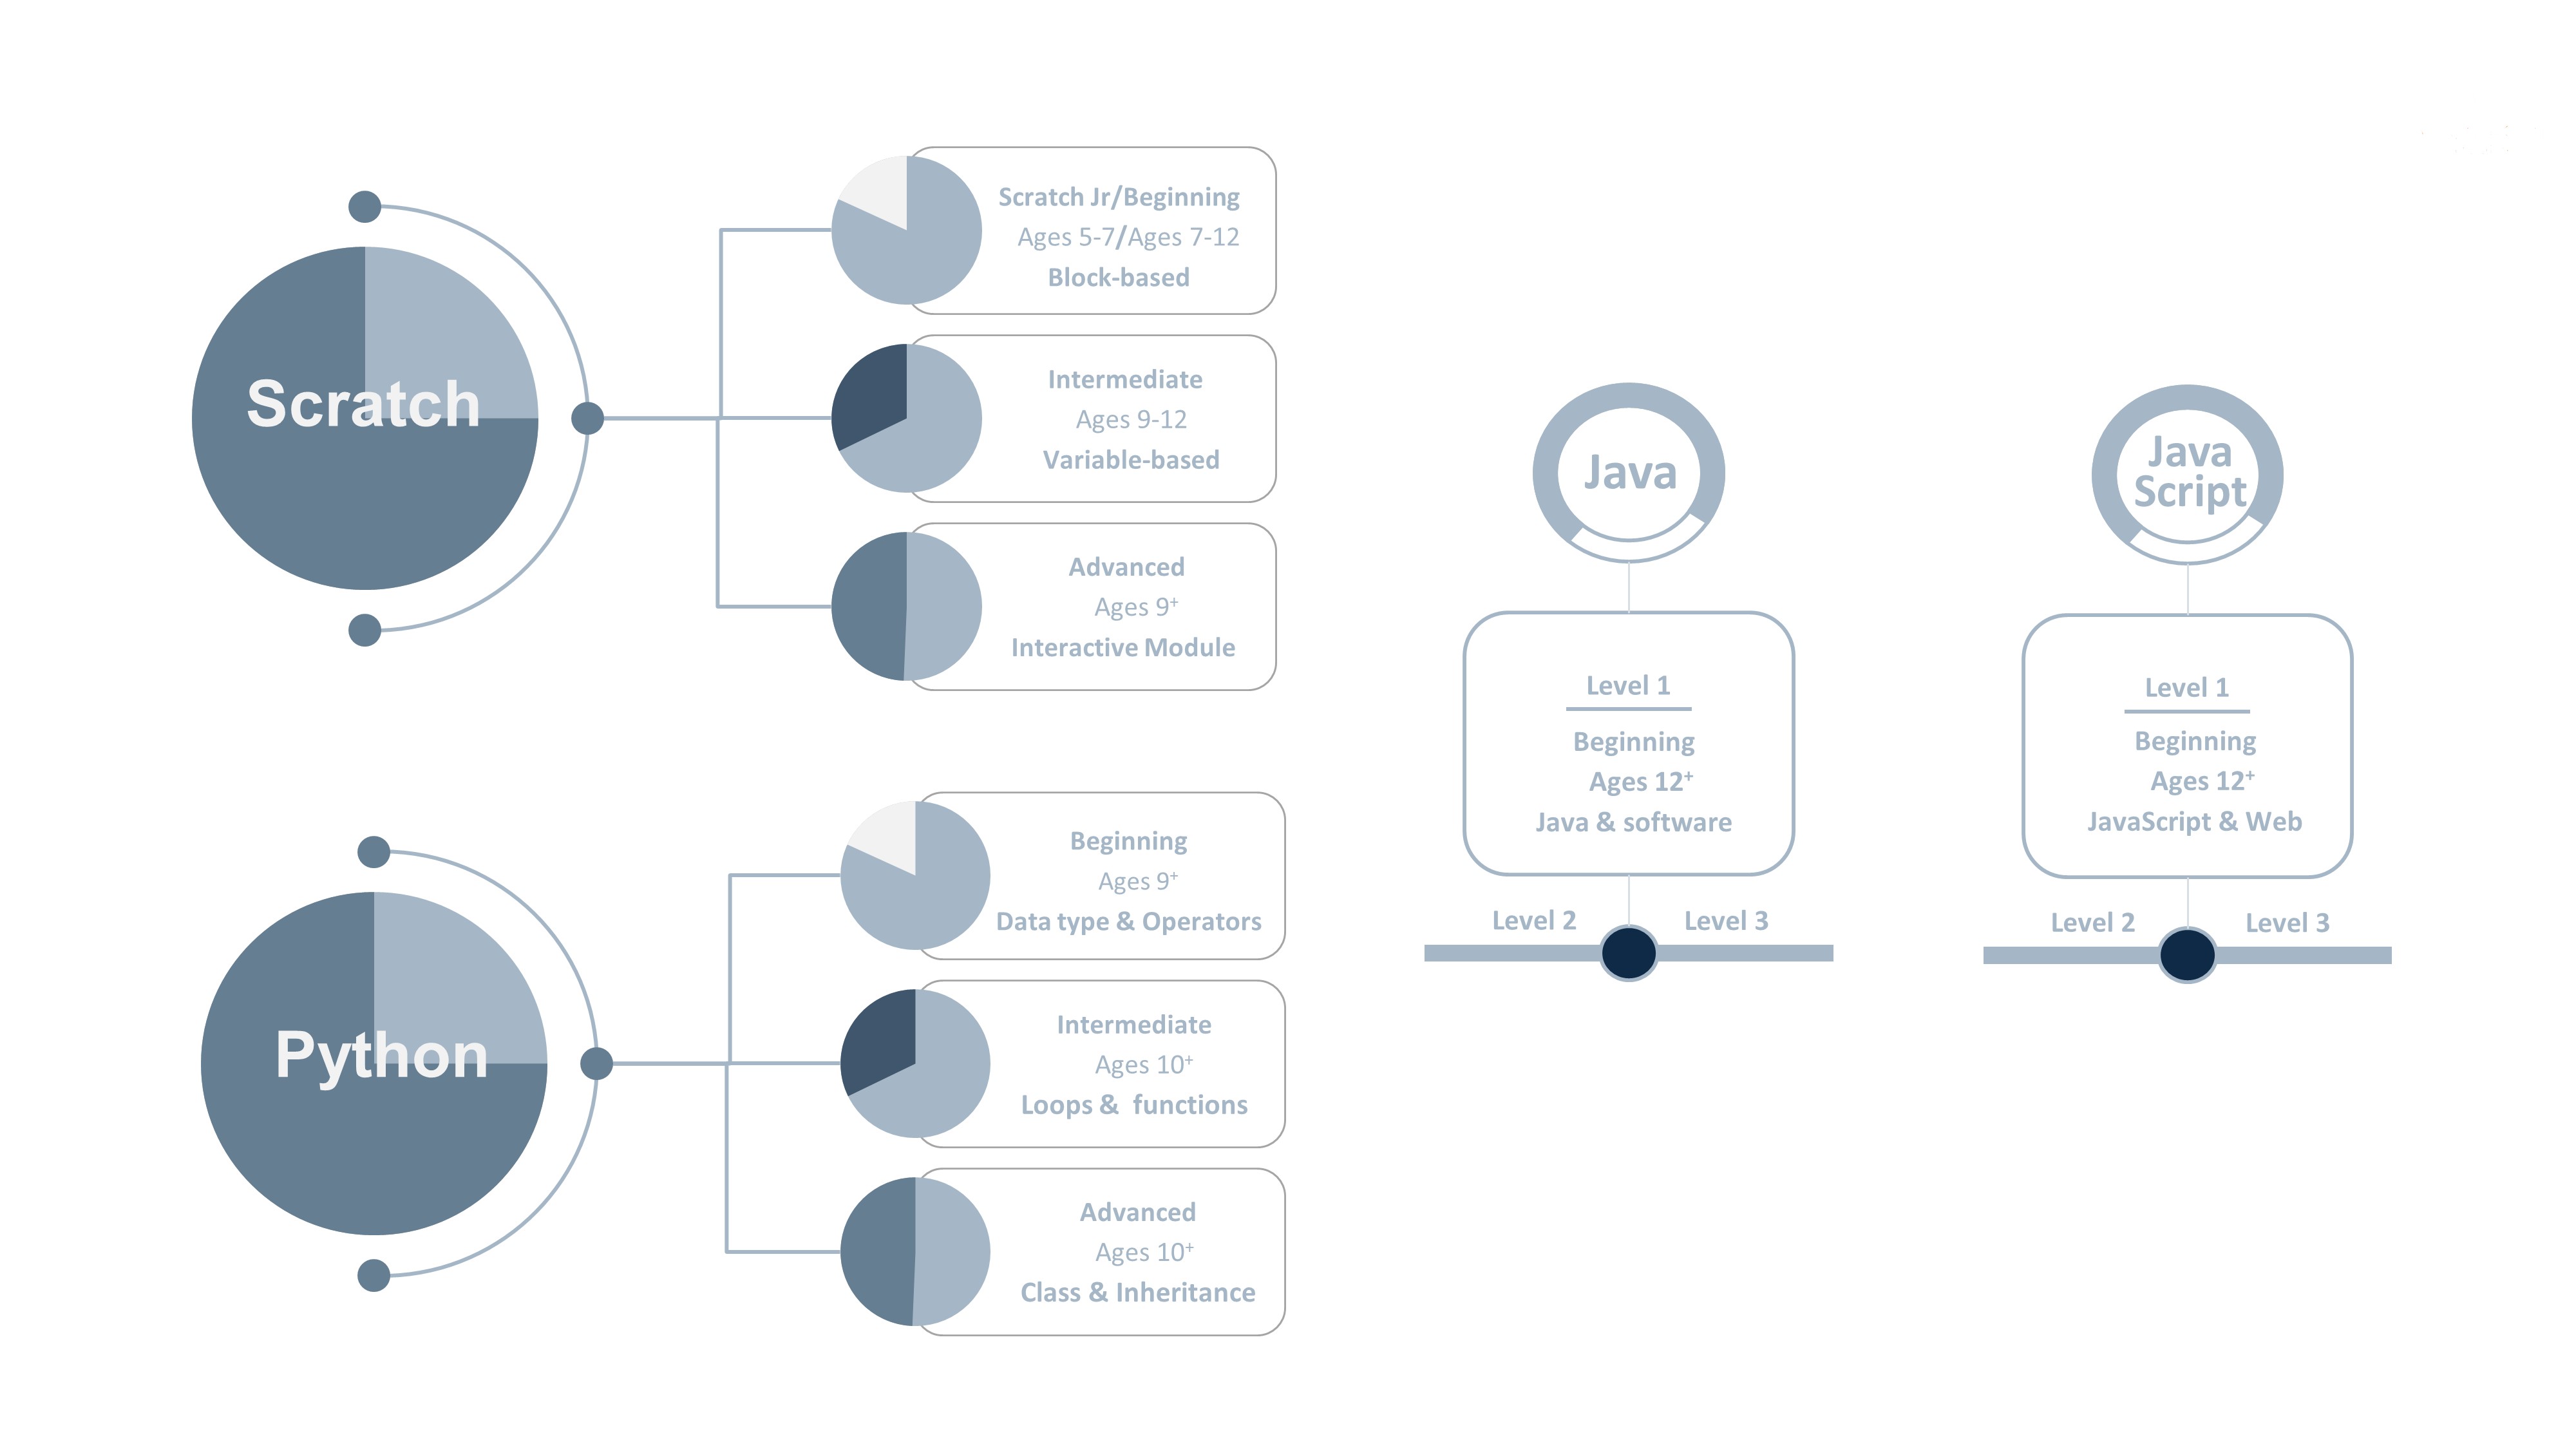 Scratch
Scratch Jr/Beginning
Ages 5-7/Ages 7-12
Block-based
Intermediate
Ages 9-12
Variable-based
Advanced
Ages 9+
Interactive Module
Python
Beginning
Ages 9+
Data type & Operators
Intermediate
Ages 10+
Loops &  functions
Advanced
Ages 10+
Class & Inheritance
Java
Level 1
Beginning
Ages 12+
Java & software
Level 2
Level 3
Java
Script
Level 1
Beginning
Ages 12+
JavaScript & Web
Level 2
Level 3